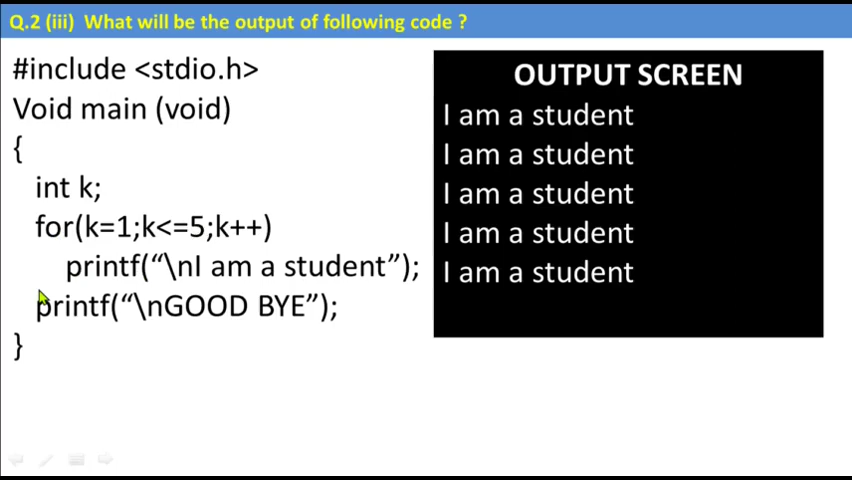 Q.2 (iii) What will be the output of following code ?
#include <stdio.h>
Void main (void)
{
int k;
for(k=1;k<=5;k++)
printf(“\nI am a student”);
printf(“\nGOOD BYE”);
}
OUTPUT SCREEN
I am a student
I am a student
I am a student
I am a student
I am a student